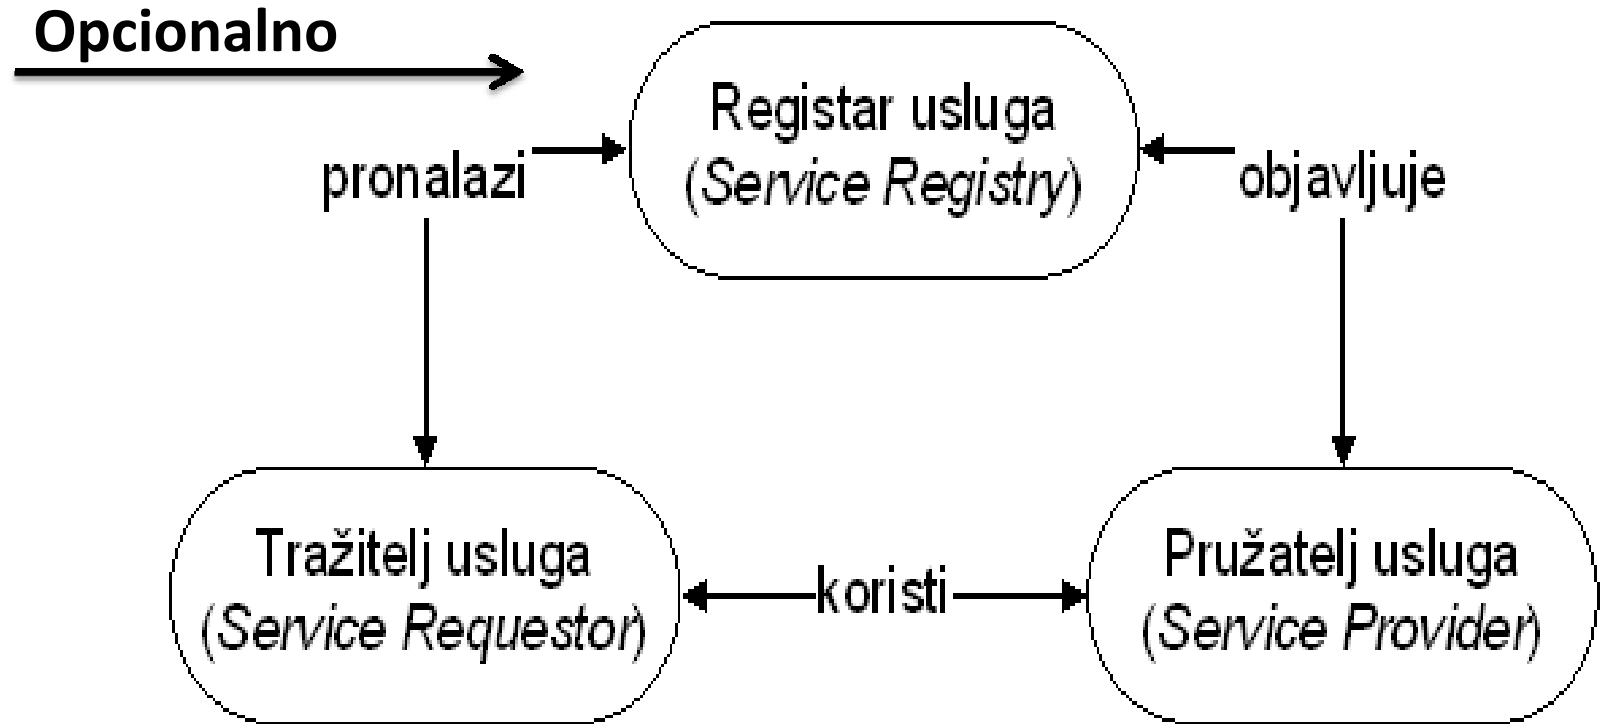 Opcionalno
Registar usluga
(Service Registry)
pronalazi
objavljuje
Tražitelj usluga
(Service Requestor)
koristi
Pružatelj usluga
(Service Provider)